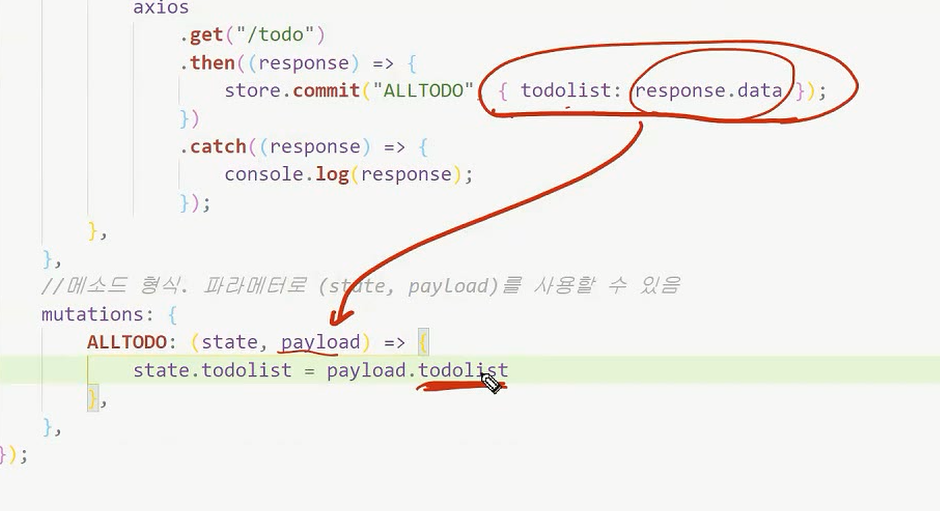 axios
.get("/todo")
.then((response) => {
store.commit("ALLTODO", { todolist: response.data });
})
.catch((response) => {
console.log(response);
});
},
},
//메소드 형식. 파라메터로 (state, payload)를 사용할 수 있음
mutations: {
ALLTODO: (state, payload) => {
state.todolist = payload.todolist
},
},
});